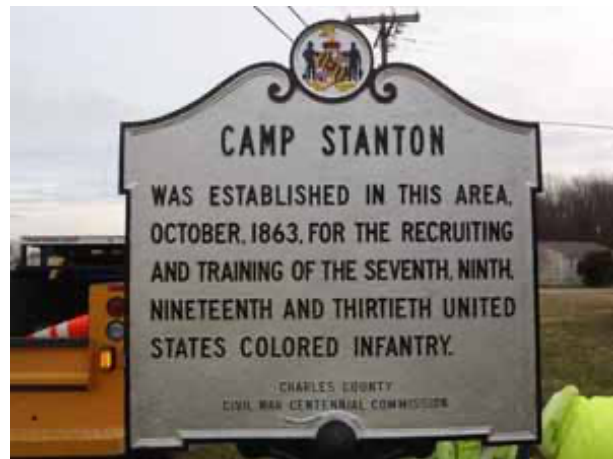 CAMP STANTON
WAS ESTABLISHED IN THIS AREA,
OCTOBER, 1863, FOR THE RECRUITING
AND TRAINING OF THE SEVENTH, NINTH,
NINETEENTH AND THIRTIETH UNITED
STATES COLORED INFANTRY.
CHARLES COUNTY
CIVIL WAR CENTENNIAL COMMISSION